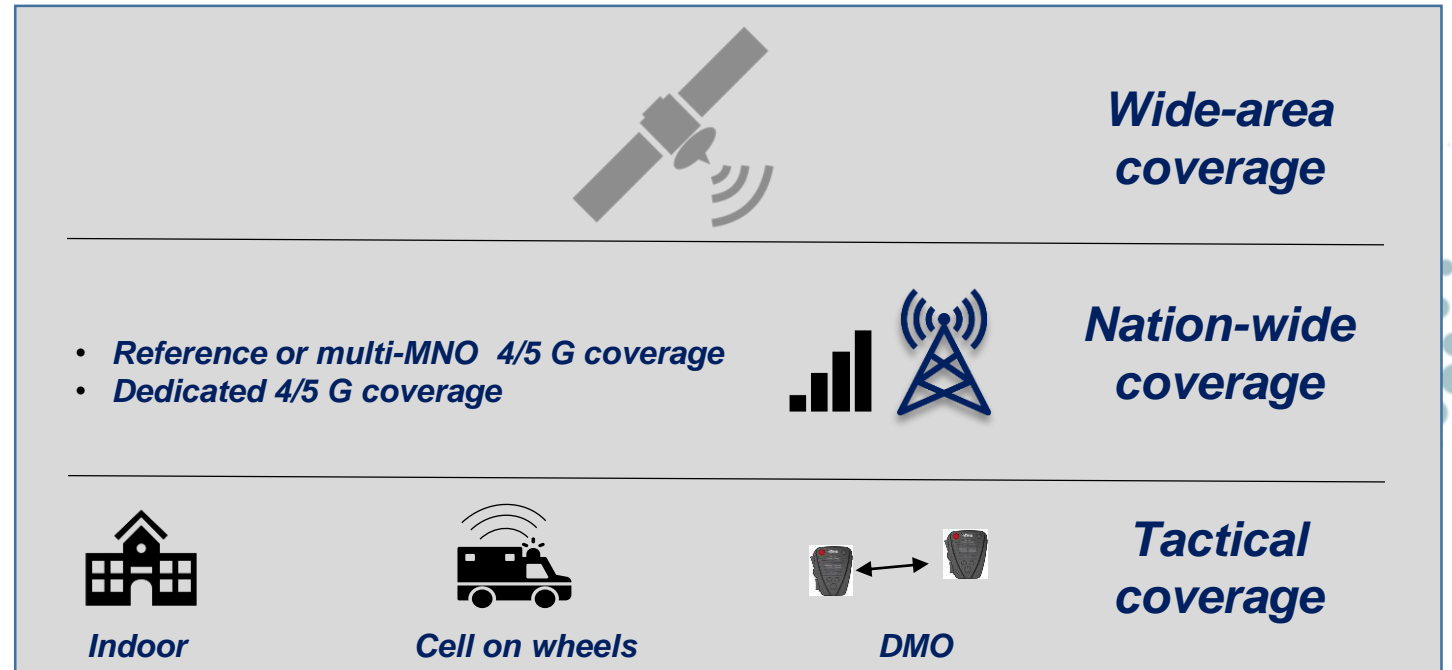 Wide-area
coverage
• Reference or multi-MNO 4/5 G coverage
• Dedicated 4/5 G coverage
Nation-wide
coverage
Tactical
coverage
Indoor
Cell on wheels
DMO